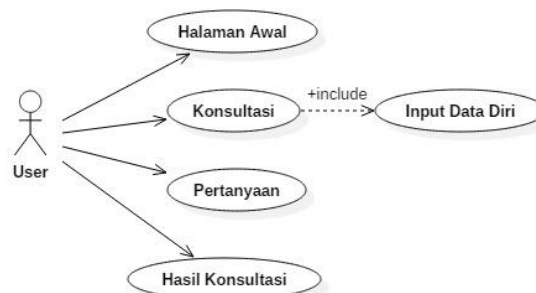 Halaman Awal
+include
Konsultasi
Input Data Diri
User
Pertanyaan
Hasil Konsultasi